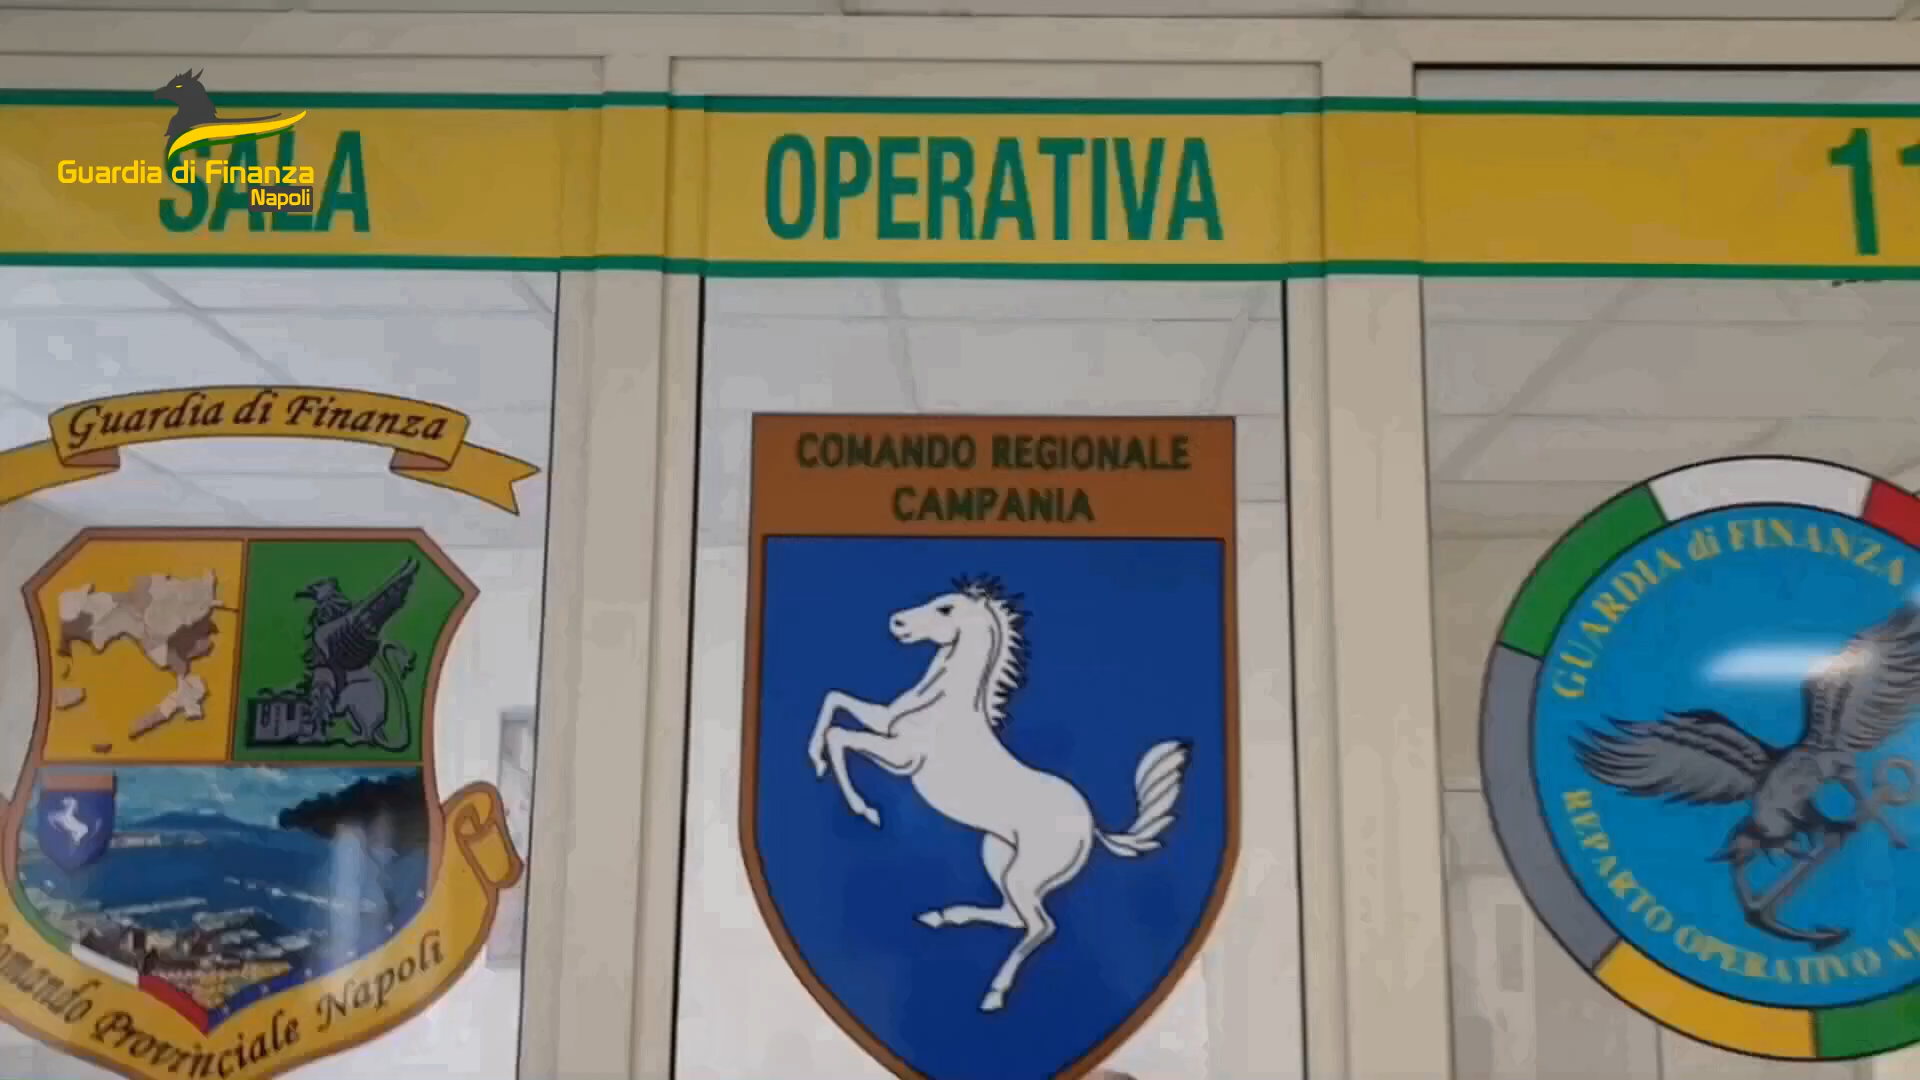 Guardia di Finanza
Napoli
SALA OPERATIVA 11
Guardia di Finanza
Comando Provinciale Napoli
COMANDO REGIONALE
CAMPANIA
GUARDIA di FINANZA
REPARTO OPERATIVO